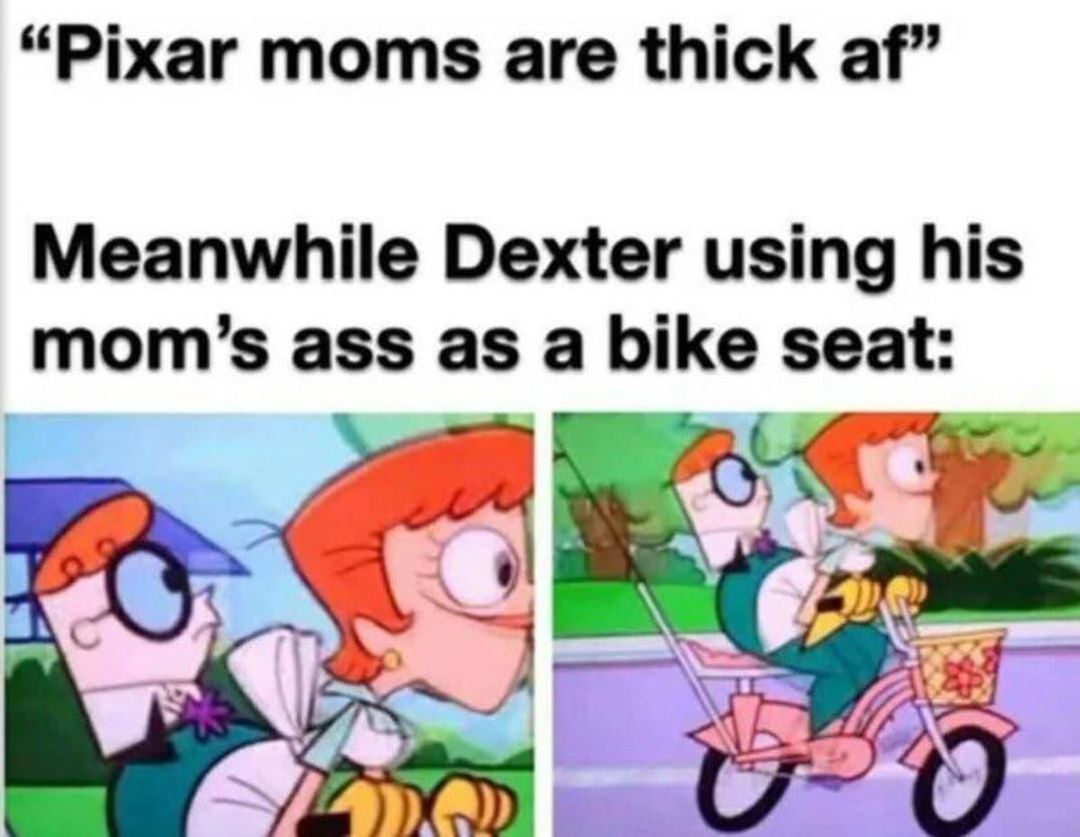 “Pixar moms are thick af”
Meanwhile Dexter using his
mom’s ass as a bike seat: